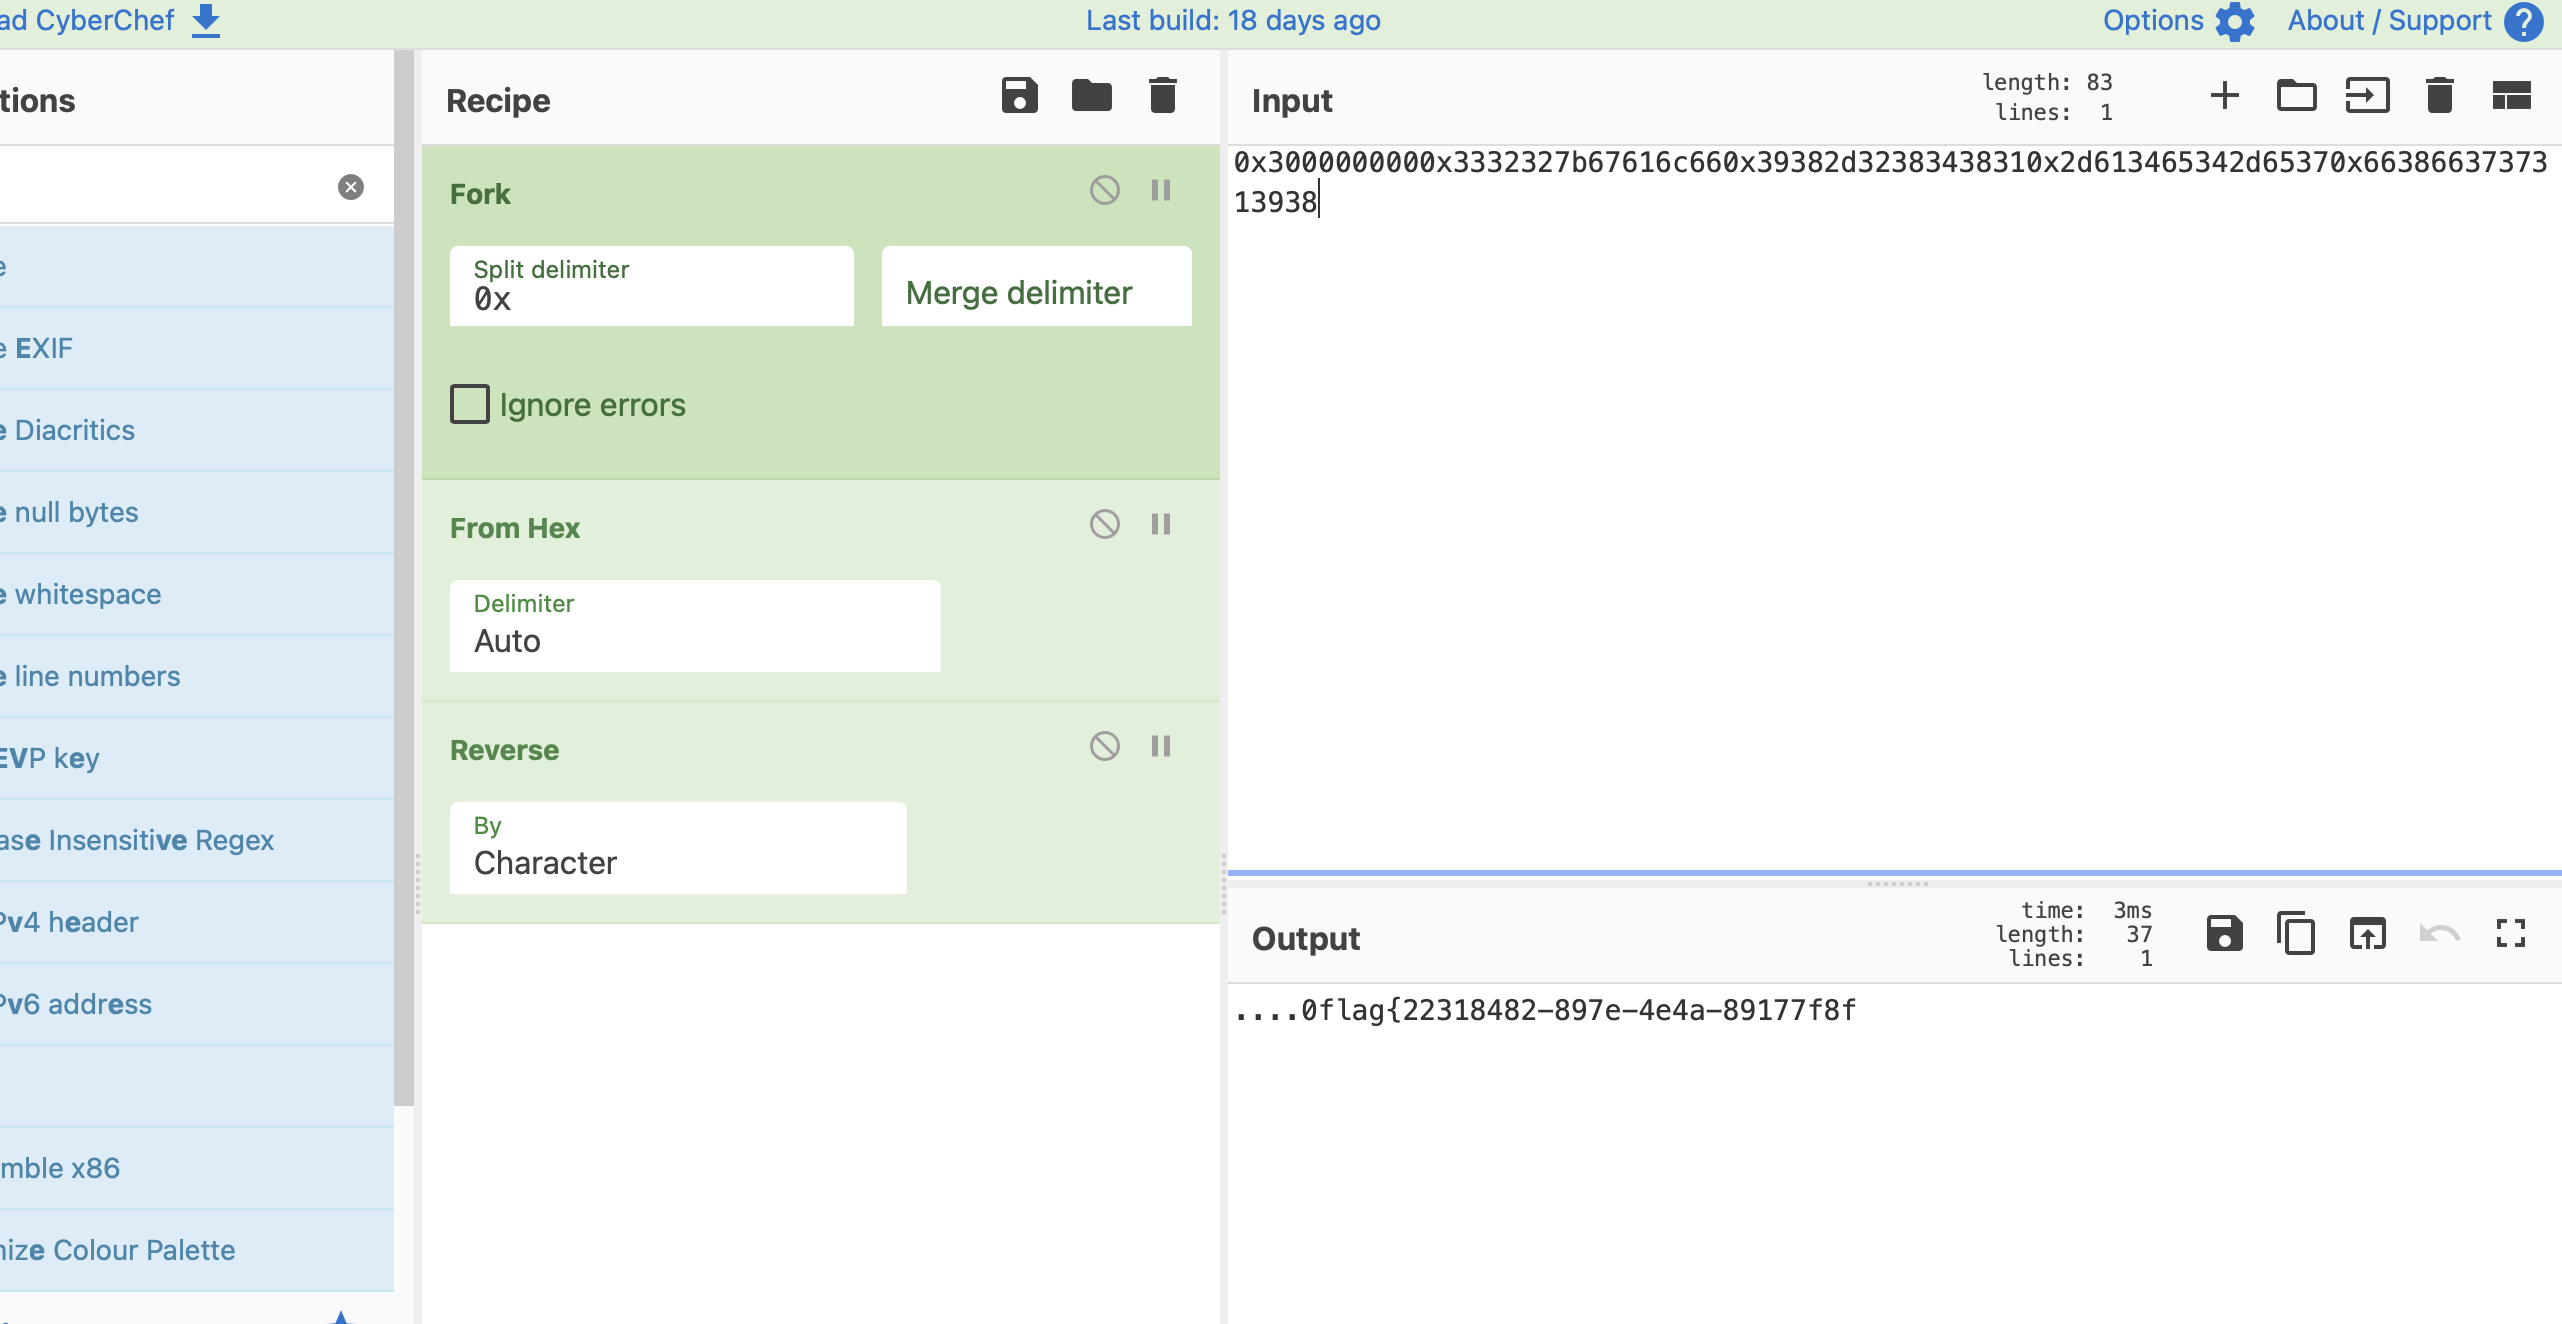 ad CyberChef
Last build: 18 days ago
Options
About / Support
tions
e
e EXIF
e Diacritics
e null bytes
e whitespace
e line numbers
EVP key
ase Insensitive Regex
Pv4 header
Pv6 address
mble x86
nize Colour Palette
Recipe
Fork
Split delimiter
0x
Merge delimiter
Ignore errors
From Hex
Delimiter
Auto
Reverse
By
Character
Input
length: 83
lines: 1
0x3000000000x3332327b67616c660x39382d32383438310x2d613465342d65370x66386637373
13938
Output
time: 3ms
length: 37
lines: 1
....0flag{22318482-897e-4e4a-89177f8f